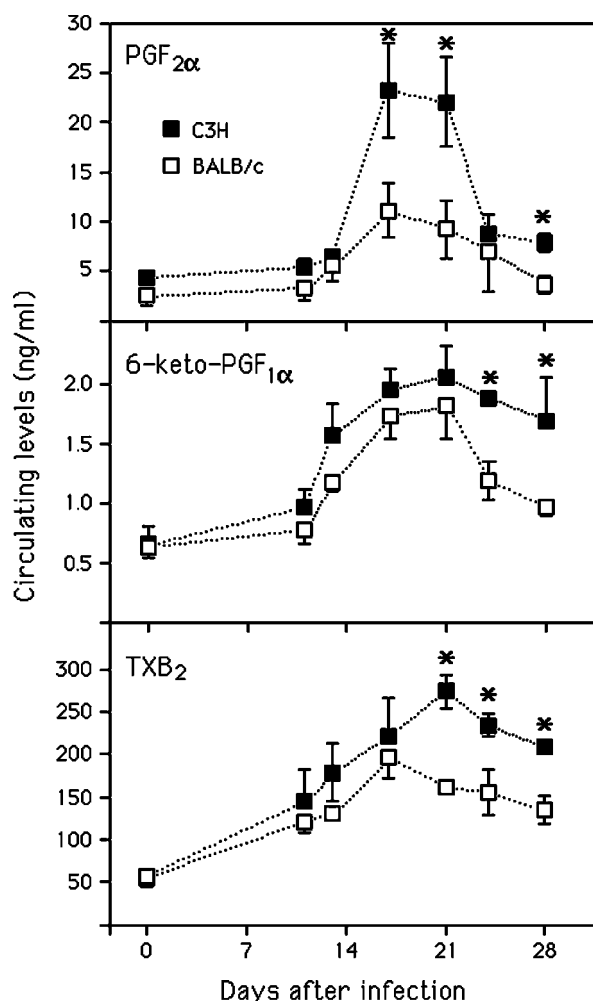 PGF2α
* *
C3H
BALB/c
*
30
25
20
15
10
5
6-keto-PGF1α
* *
2.0
1.5
1.0
0.5
TXB2
* * *
300
250
200
150
100
50
Circulating levels (ng/ml)
0 7 14 21 28
Days after infection